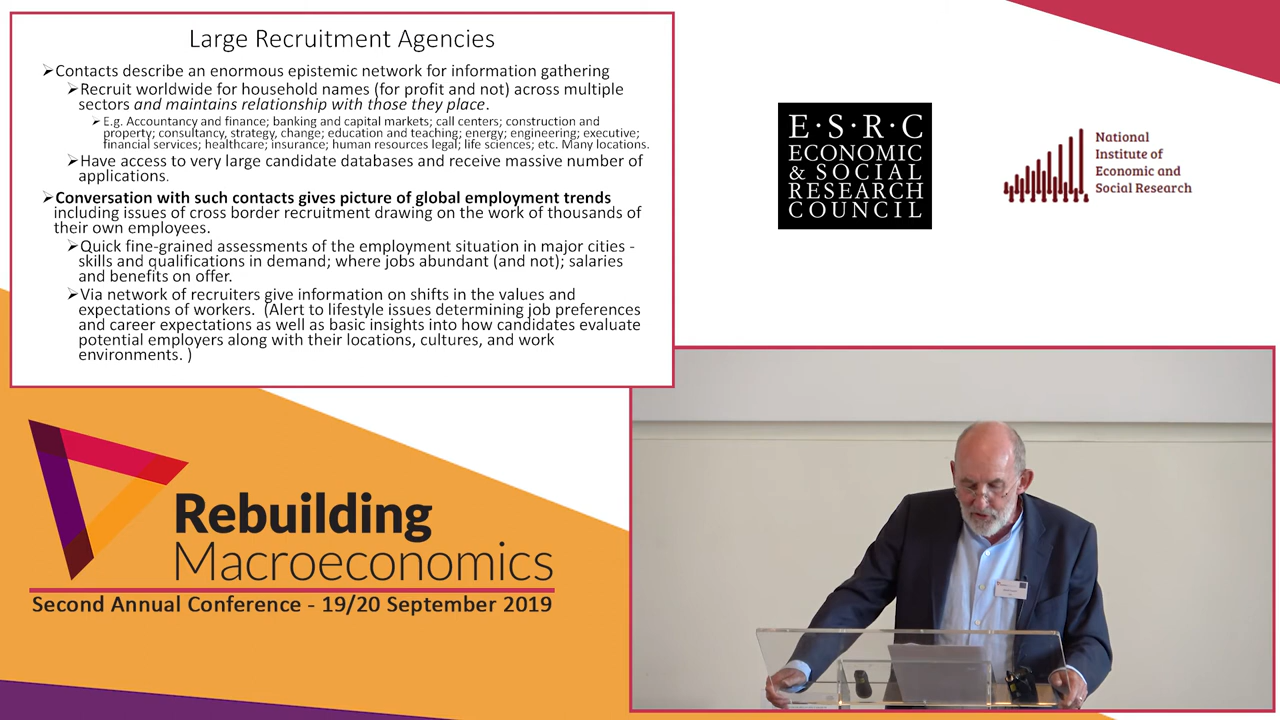 Large Recruitment Agencies
➢Contacts describe an enormous epistemic network for information gathering
➢Recruit worldwide for household names (for profit and not) across multiple
sectors and maintains relationship with those they place.
➢E.g. Accountancy and finance; banking and capital markets; call centers; construction and
property; consultancy, strategy, change; education and teaching; energy; engineering; executive;
financial services; healthcare; insurance; human resources legal; life sciences; etc. Many locations.
➢Have access to very large candidate databases and receive massive number of
applications.
➢Conversation with such contacts gives picture of global employment trends
including issues of cross border recruitment drawing on the work of thousands of
their own employees.
➢Quick fine-grained assessments of the employment situation in major cities -
skills and qualifications in demand; where jobs abundant (and not); salaries
and benefits on offer.
➢Via network of recruiters give information on shifts in the values and
expectations of workers. (Alert to lifestyle issues determining job preferences
and career expectations as well as basic insights into how candidates evaluate
potential employers along with their locations, cultures, and work
environments. )
E·S·R·C
ECONOMIC
& SOCIAL
RESEARCH
COUNCIL
National
Institute of
Economic and
Social Research
Rebuilding
Macroeconomics
Second Annual Conference - 19/20 September 2019